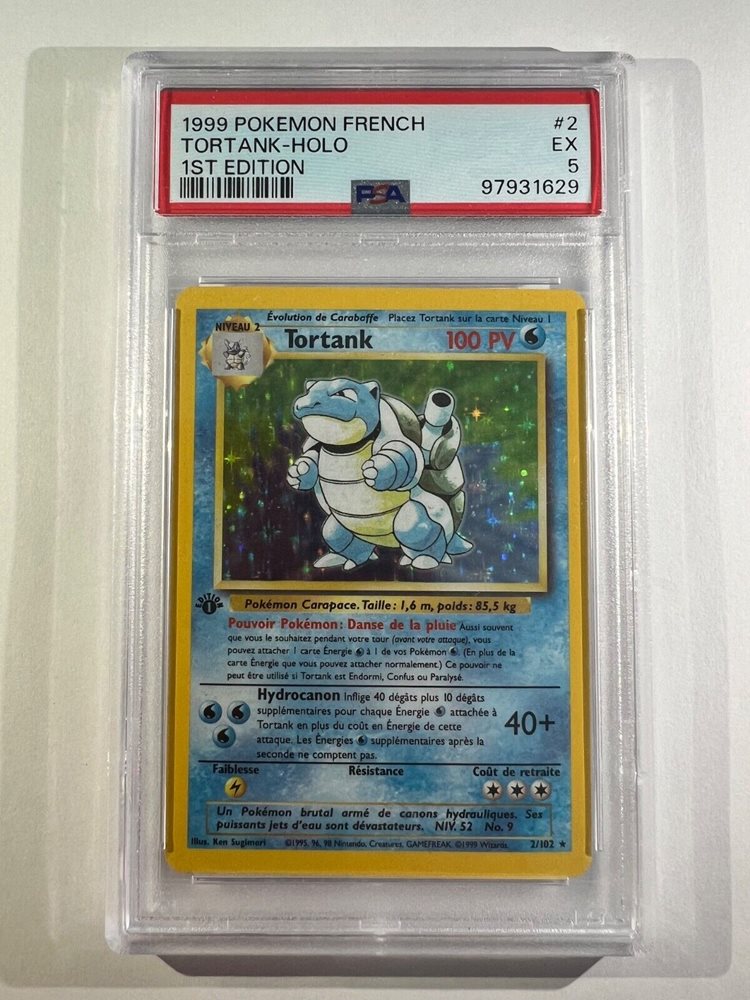 1999 POKEMON FRENCH #2
TORTANK-HOLO EX
1ST EDITION 5
PSA 97931629
Évolution de Carabaffe Placez Tortank sur la carte Niveau 1
NIVEAU 2
Tortank 100 PV
EDITION 1
Pokémon Carapace. Taille : 1,6 m, poids : 85,5 kg
Pouvoir Pokémon : Danse de la pluie Aussi souvent
que vous le souhaitez pendant votre tour (avant votre attaque), vous
pouvez attacher 1 carte Énergie à 1 de vos Pokémon . (En plus de la
carte Énergie que vous pouvez attacher normalement.) Ce pouvoir ne
peut être utilisé si Tortank est Endormi, Confus ou Paralysé.
Hydrocanon Inflige 40 dégâts plus 10 dégâts
supplémentaires pour chaque Énergie attachée à
Tortank en plus du coût en Énergie de cette
attaque. Les Énergies supplémentaires après la
seconde ne comptent pas.
40+
Faiblesse Résistance Coût de retraite
Un Pokémon brutal armé de canons hydrauliques. Ses
puissants jets d'eau sont dévastateurs. NIV. 52 No. 9
Illus. Ken Sugimori ©1995, 96, 98 Nintendo, Creatures, GAMEFREAK. ©1999 Wizards. 2/102 ★